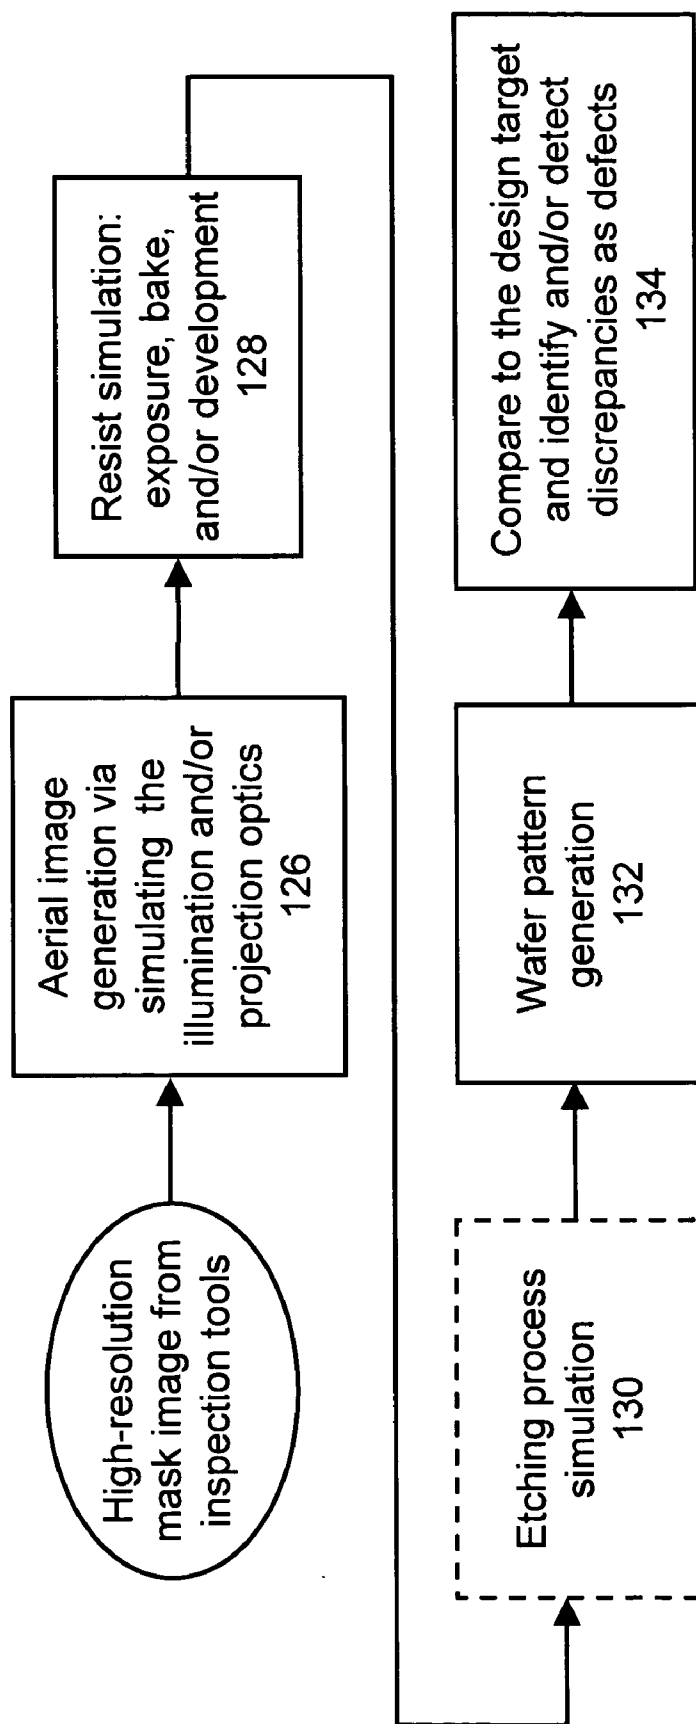 High-resolution
mask image from
inspection tools
Aerial image
generation via
simulating the
illumination and/or
projection optics
126
Resist simulation:
exposure, bake,
and/or development
128
Etching process
simulation
130
Wafer pattern
generation
132
Compare to the design target
and identify and/or detect
discrepancies as defects
134